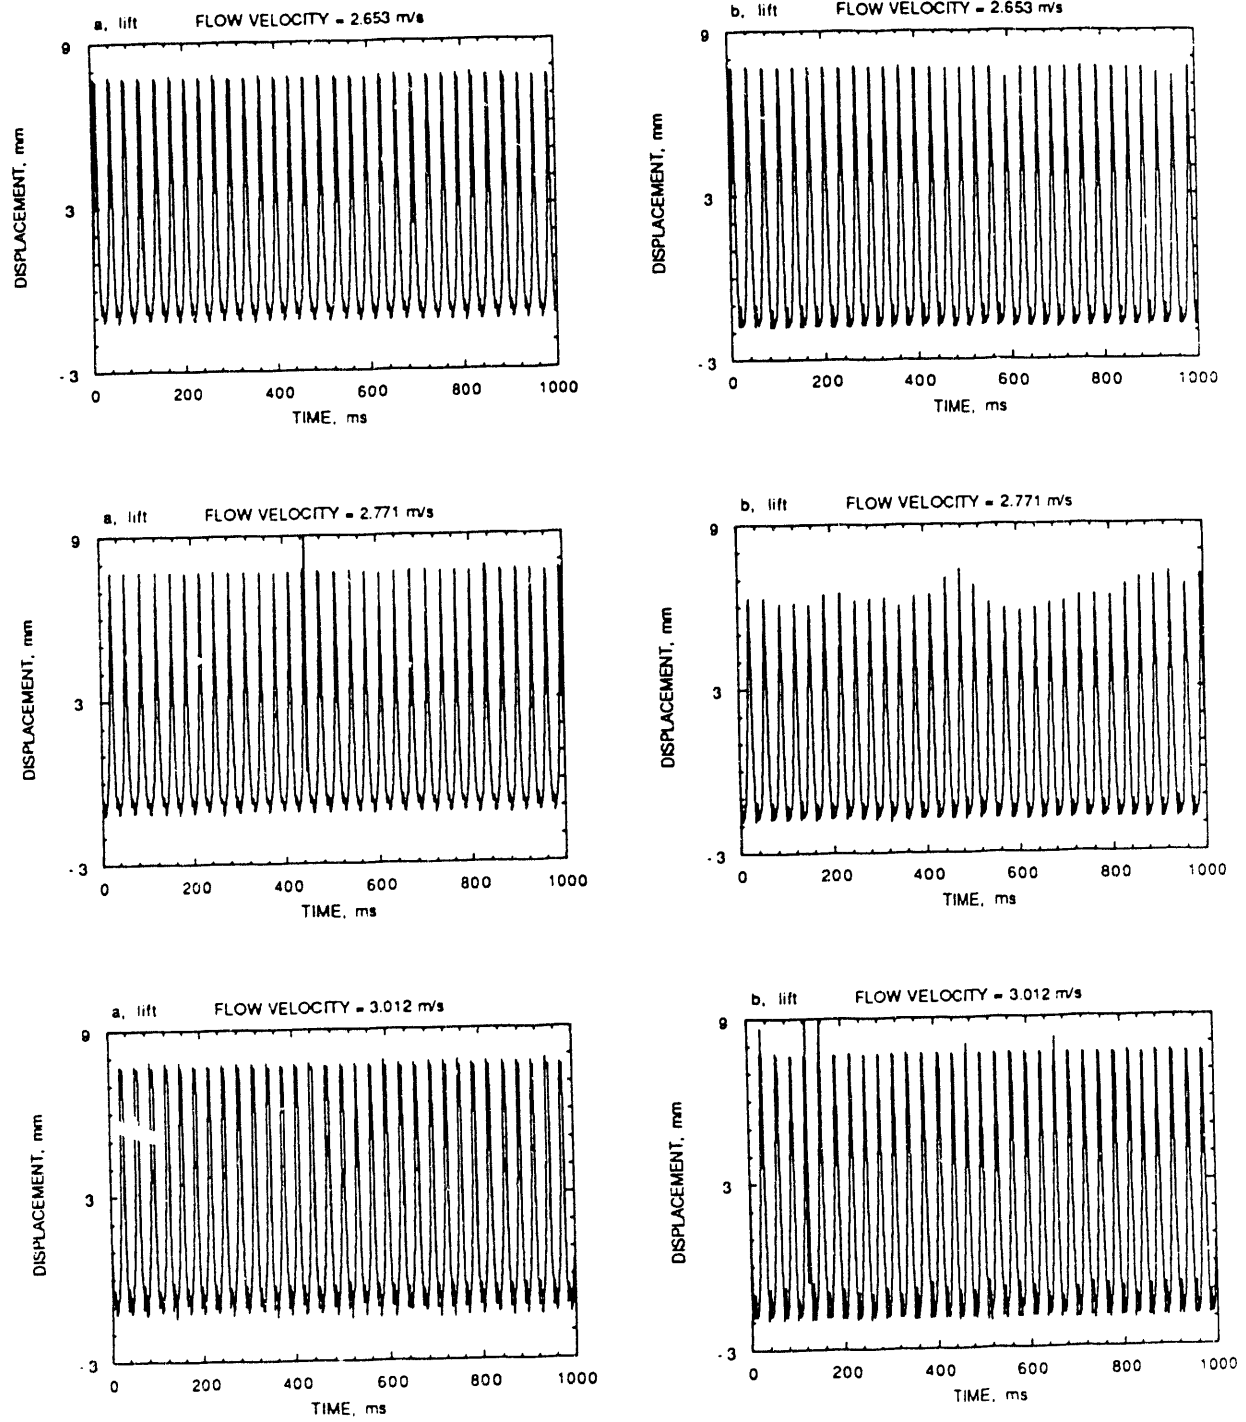 a, lift FLOW VELOCITY = 2.653 m/s
9
3
-3
DISPLACEMENT, mm
0 200 400 600 800 1000
TIME, ms
b, lift FLOW VELOCITY = 2.653 m/s
9
3
-3
DISPLACEMENT, mm
0 200 400 600 800 1000
TIME, ms
a, lift FLOW VELOCITY = 2.771 m/s
9
3
-3
DISPLACEMENT, mm
0 200 400 600 800 1000
TIME, ms
b, lift FLOW VELOCITY = 2.771 m/s
9
3
-3
DISPLACEMENT, mm
0 200 400 600 800 1000
TIME, ms
a, lift FLOW VELOCITY = 3.012 m/s
9
3
-3
DISPLACEMENT, mm
0 200 400 600 800 1000
TIME, ms
b, lift FLOW VELOCITY = 3.012 m/s
9
3
-3
DISPLACEMENT, mm
0 200 400 600 800 1000
TIME, ms